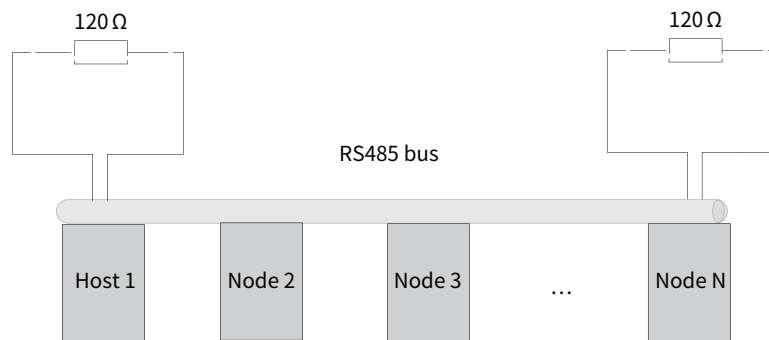 120 Ω
120 Ω
RS485 bus
Host 1
Node 2
Node 3
...
Node N